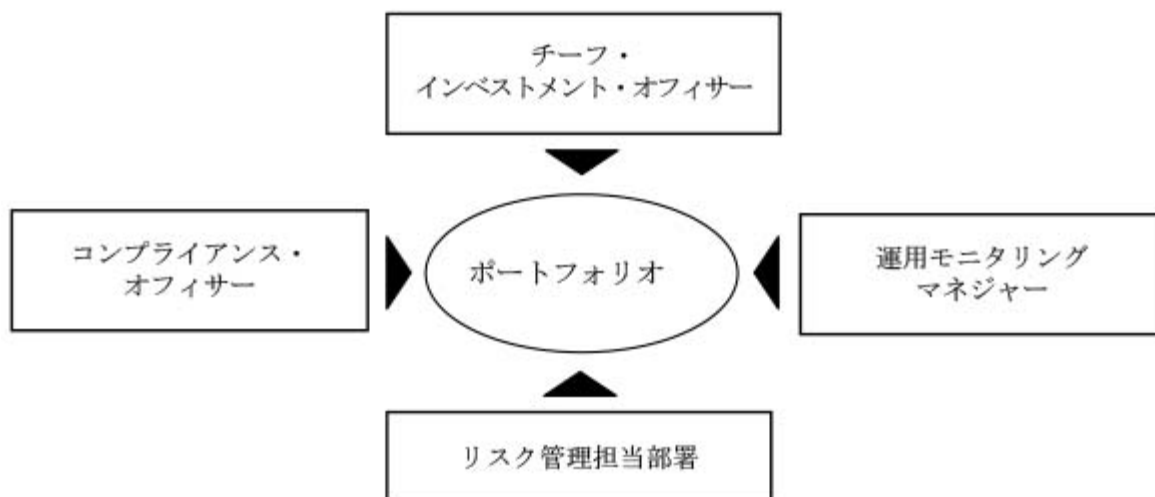 チーフ・
インベストメント・オフィサー
コンプライアンス・
オフィサー
ポートフォリオ
運用モニタリング
マネジャー
リスク管理担当部署